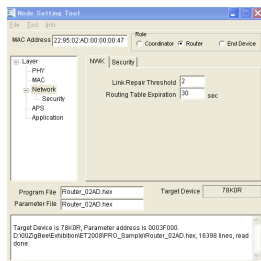 Node Setting Tool
File Tool Info
MAC Address 22:95:02:AD:00:00:00:47
Role
Coordinator Router End Device
Layer
PHY
MAC
Network
Security
APS
Application
NWK Security
Link Repair Threshold 2
Routing Table Expiration 30 sec
Program File Router_02AD.hex
Target Device 78K0R
Parameter File Router_02AD.hex
Target Device is 78K0R, Parameter address is 0003F000.
D:\00ZigBee\Exhibition\ET2008\PRO_Sample\Router_02AD.hex, 16398 lines, read
done.